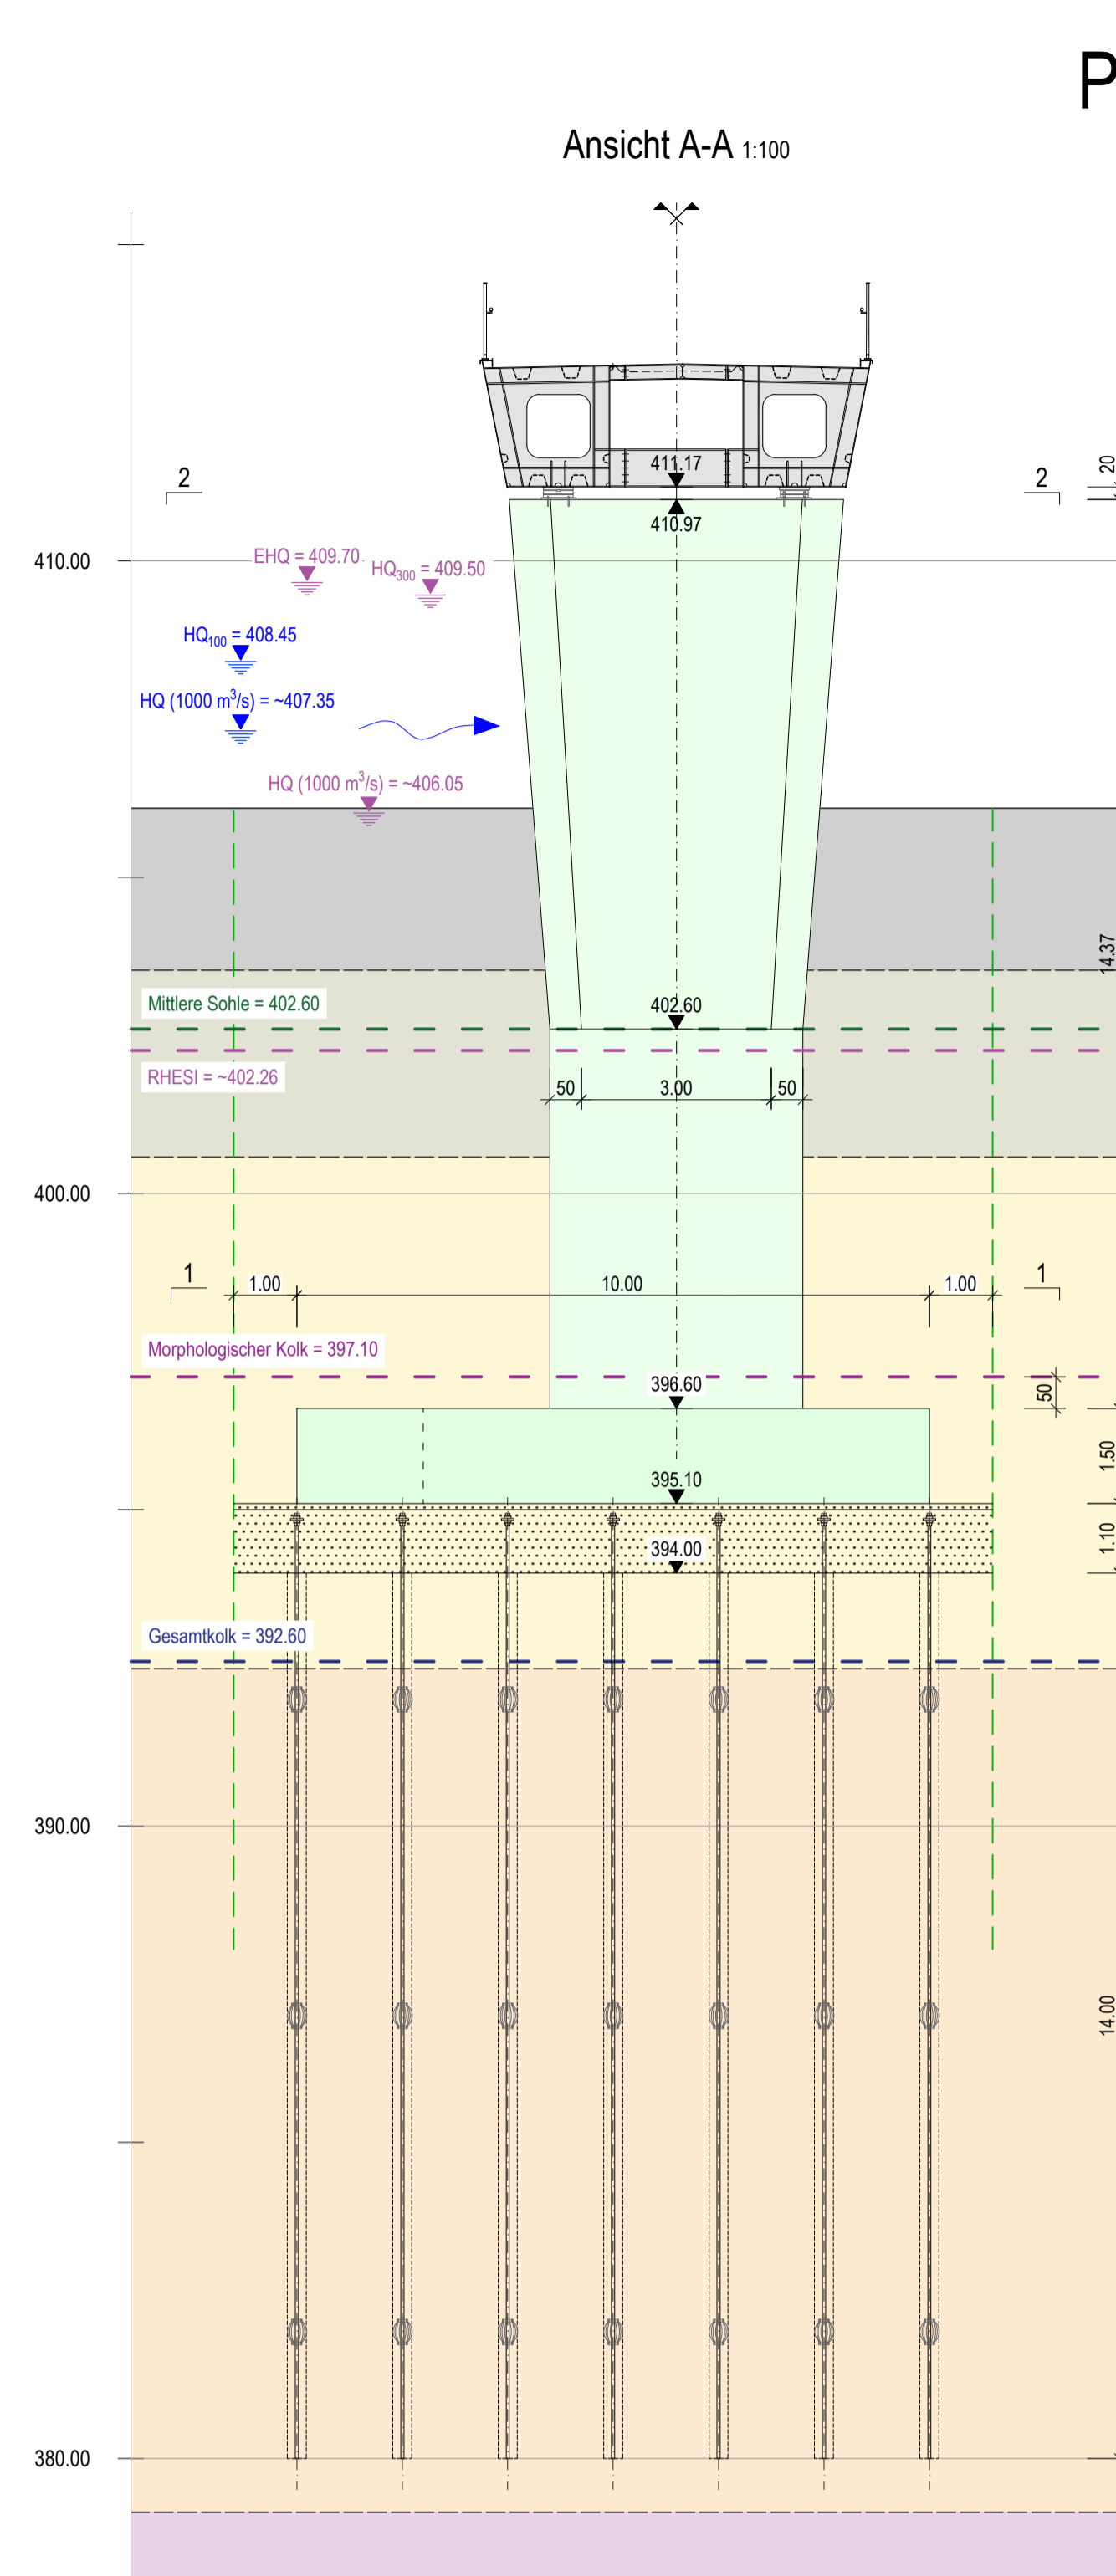 P
Ansicht A-A 1:100
411.17
20
2
2
410.97
410.00
EHQ = 409.70
HQ300 = 409.50
HQ100 = 408.45
HQ (1000 m³/s) = ~407.35
HQ (1000 m³/s) = ~406.05
14.37
Mittlere Sohle = 402.60
402.60
RHESI = ~402.26
50
3.00
50
400.00
1
1.00
10.00
1.00
1
Morphologischer Kolk = 397.10
396.60
50
1.50
395.10
1.10
394.00
Gesamtkolk = 392.60
390.00
14.00
380.00